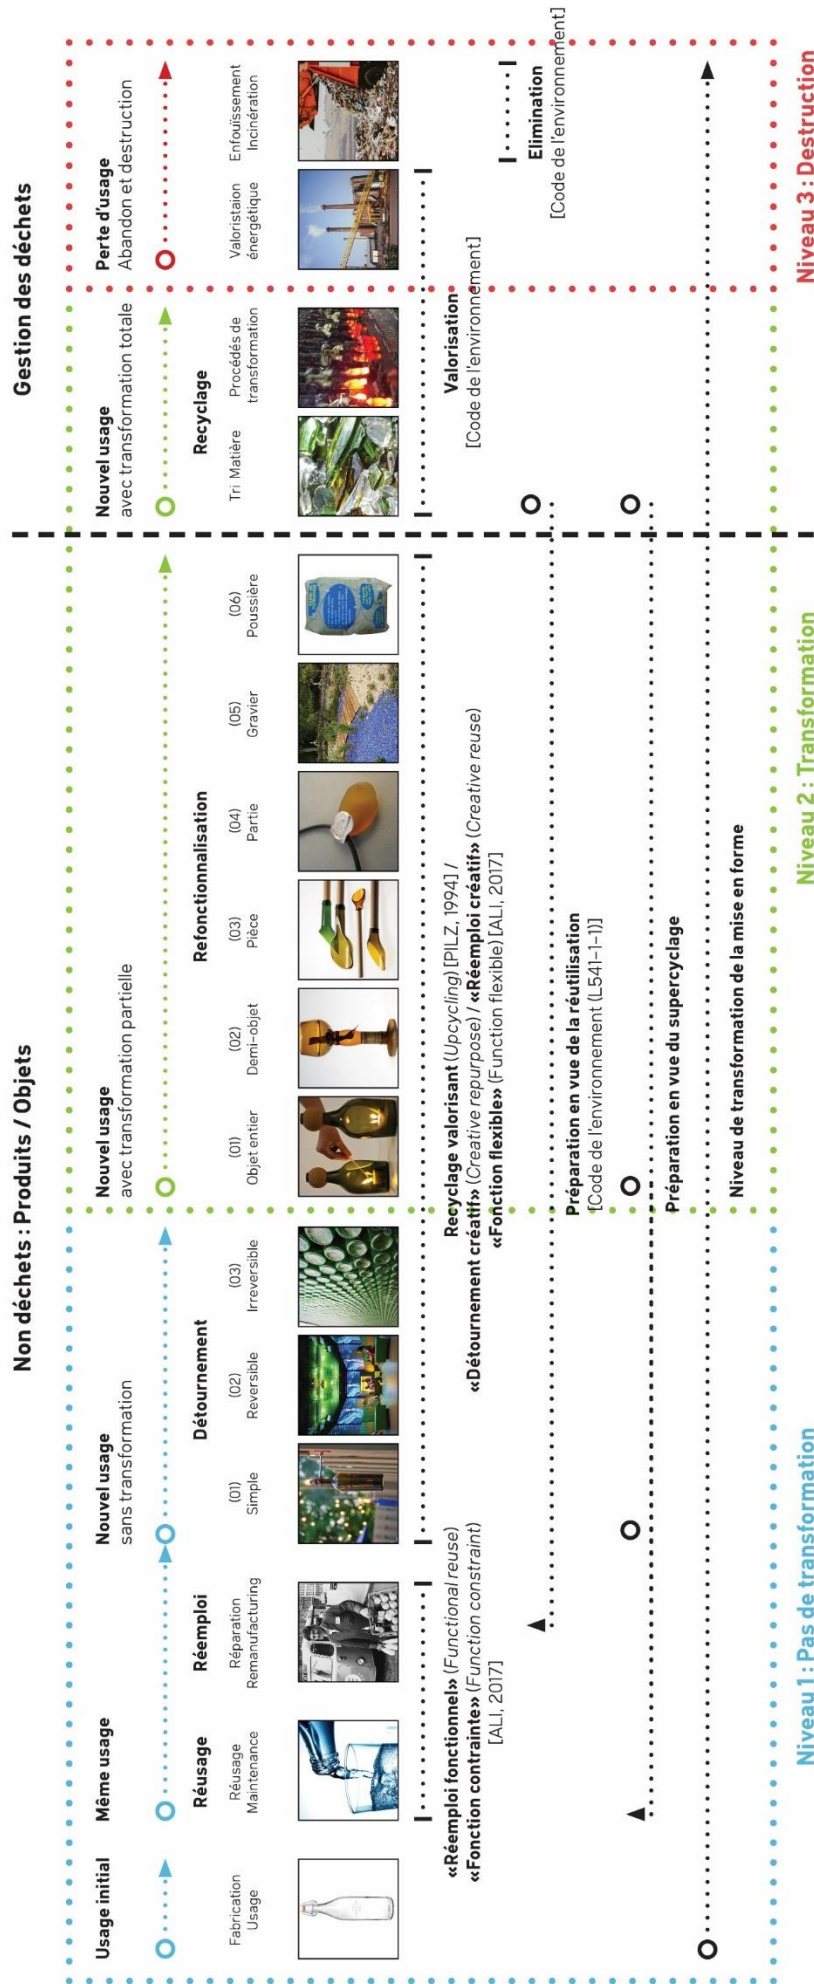 Non déchets : Produits / Objets
Gestion des déchets
Usage initial
Même usage
Nouvel usage
sans transformation
Nouvel usage
avec transformation partielle
Nouvel usage
avec transformation totale
Perte d'usage
Abandon et destruction
Réusage
Réemploi
Détournement
Refonctionnalisation
Recyclage
Fabrication
Usage
Réusage
Maintenance
Réparation
Remanufacturing
(01)
Simple
(02)
Reversible
(03)
Irreversible
(01)
Objet entier
(02)
Demi-objet
(03)
Pièce
(04)
Partie
(05)
Gravier
(06)
Poussière
Tri Matière
Procédés de
transformation
Valoristaion
énergétique
Enfouïssement
Incinération
«Réemploi fonctionnel» (Functional reuse)
«Fonction contrainte» (Function constraint)
[ALI, 2017]
Recyclage valorisant (Upcycling) [PILZ, 1994] /
«Détournement créatif» (Creative repurpose) / «Réemploi créatif» (Creative reuse)
«Fonction flexible» (Function flexible) [ALI, 2017]
Valorisation
[Code de l'environnement]
Elimination
[Code de l'environnement]
Préparation en vue de la réutilisation
[Code de l'environnement (L541-1-1)]
Préparation en vue du supercyclage
Niveau de transformation de la mise en forme
Niveau 1 : Pas de transformation
Niveau 2 : Transformation
Niveau 3 : Destruction